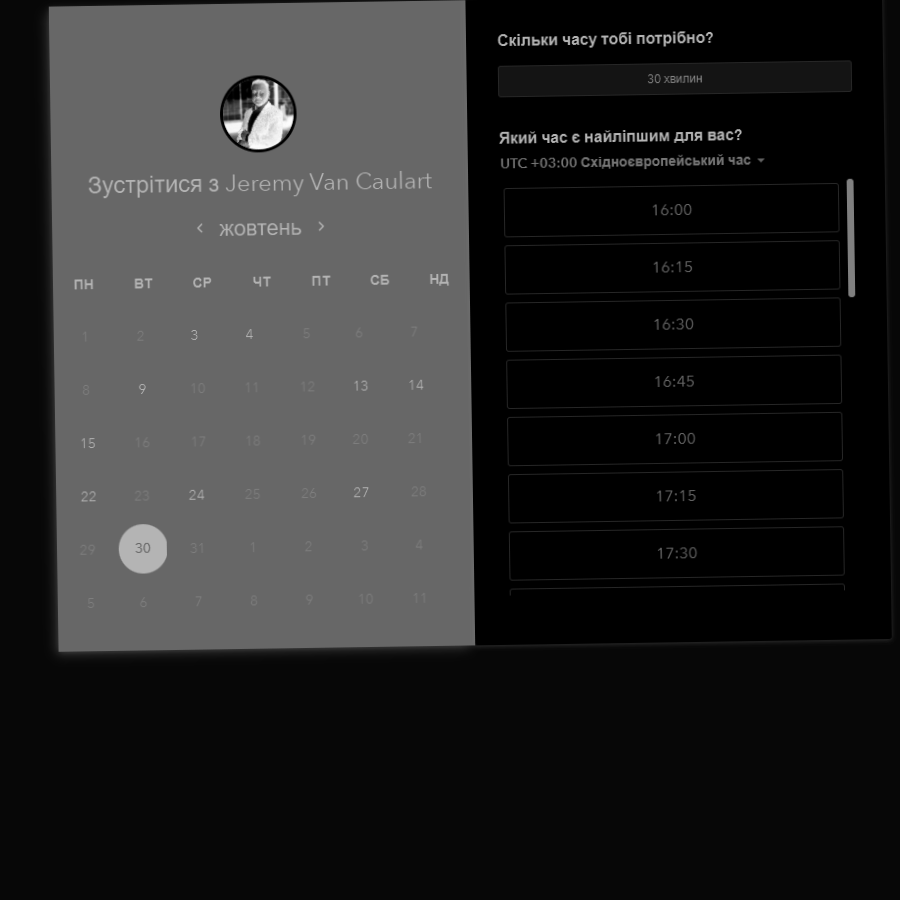 Зустрітися з Jeremy Van Caulart
жовтень
ПН ВТ СР ЧТ ПТ СБ НД
1 2 3 4 5 6 7
8 9 10 11 12 13 14
15 16 17 18 19 20 21
22 23 24 25 26 27 28
29 30 31 1 2 3 4
5 6 7 8 9 10 11
Скільки часу тобі потрібно?
30 хвилин
Який час є найліпшим для вас?
UTC +03:00 Східноєвропейський час
16:00
16:15
16:30
16:45
17:00
17:15
17:30